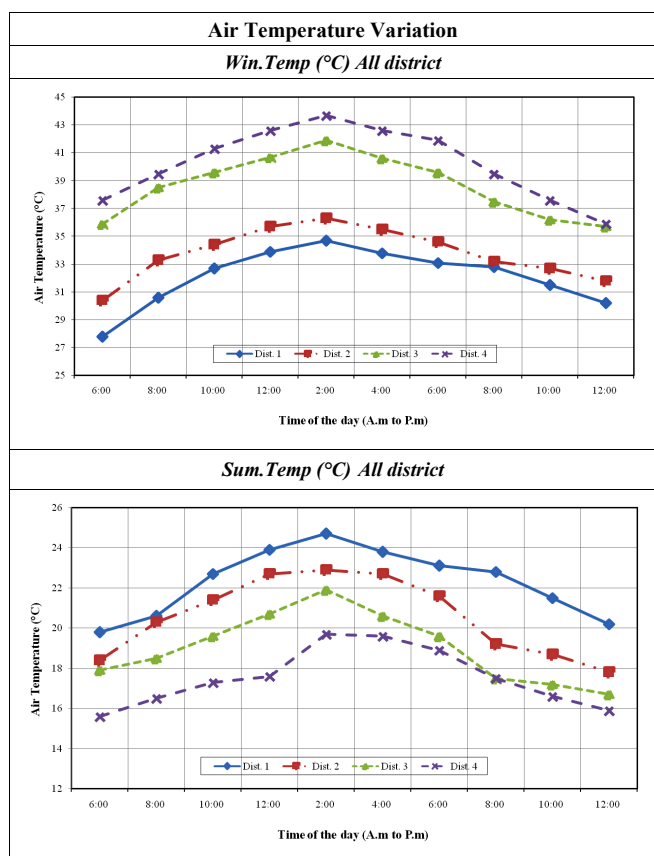 Air Temperature Variation
Win.Temp (°C) All district
45
43
41
39
37
35
33
31
29
27
25
Air Temperature (°C)
Dist. 1 Dist. 2 Dist. 3 Dist. 4
6:00 8:00 10:00 12:00 2:00 4:00 6:00 8:00 10:00 12:00
Time of the day (A.m to P.m)
Sum.Temp (°C) All district
26
24
22
20
18
16
14
12
Air Temperature (°C)
Dist. 1 Dist. 2 Dist. 3 Dist. 4
6:00 8:00 10:00 12:00 2:00 4:00 6:00 8:00 10:00 12:00
Time of the day (A.m to P.m)